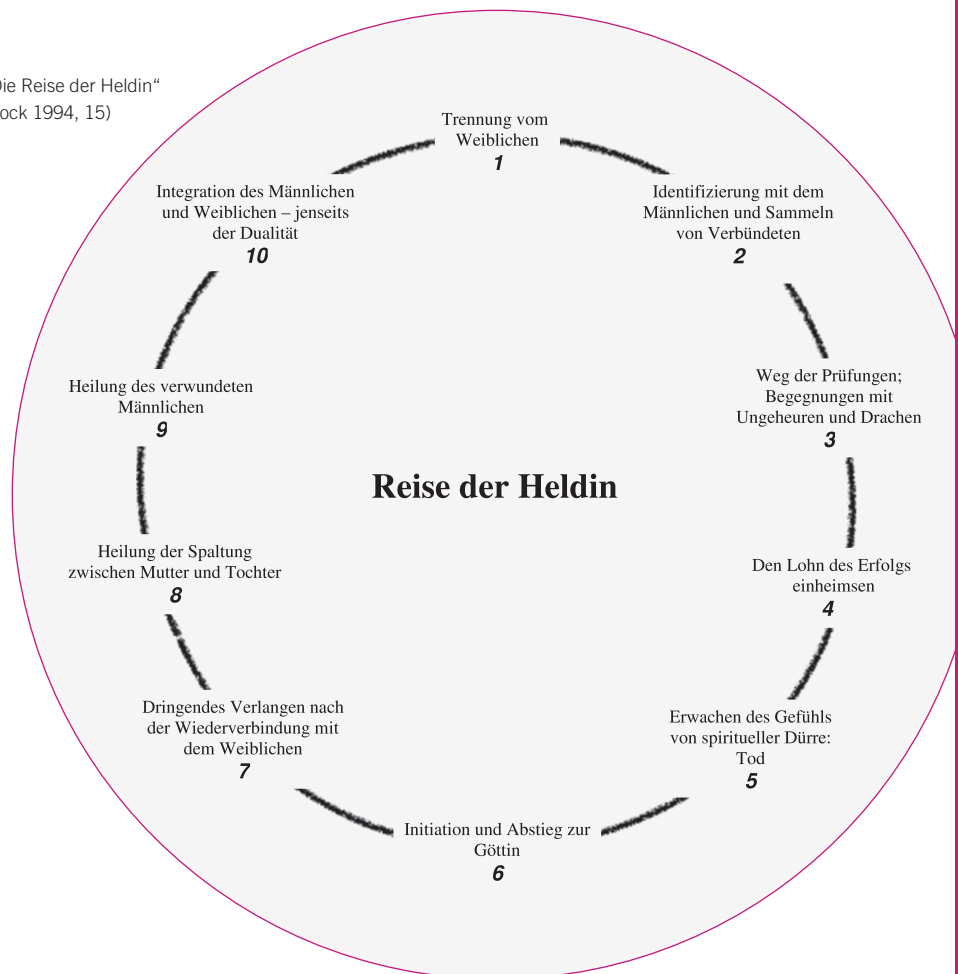 ie Reise der Heldin“
ock 1994, 15)
Trennung vom
Weiblichen
1
Identifizierung mit dem
Männlichen und Sammeln
von Verbündeten
2
Weg der Prüfungen;
Begegnungen mit
Ungeheuren und Drachen
3
Den Lohn des Erfolgs
einheimsen
4
Erwachen des Gefühls
von spiritueller Dürre:
Tod
5
Initiation und Abstieg zur
Göttin
6
Dringendes Verlangen nach
der Wiederverbindung mit
dem Weiblichen
7
Heilung der Spaltung
zwischen Mutter und Tochter
8
Heilung des verwundeten
Männlichen
9
Integration des Männlichen
und Weiblichen – jenseits
der Dualität
10
Reise der Heldin